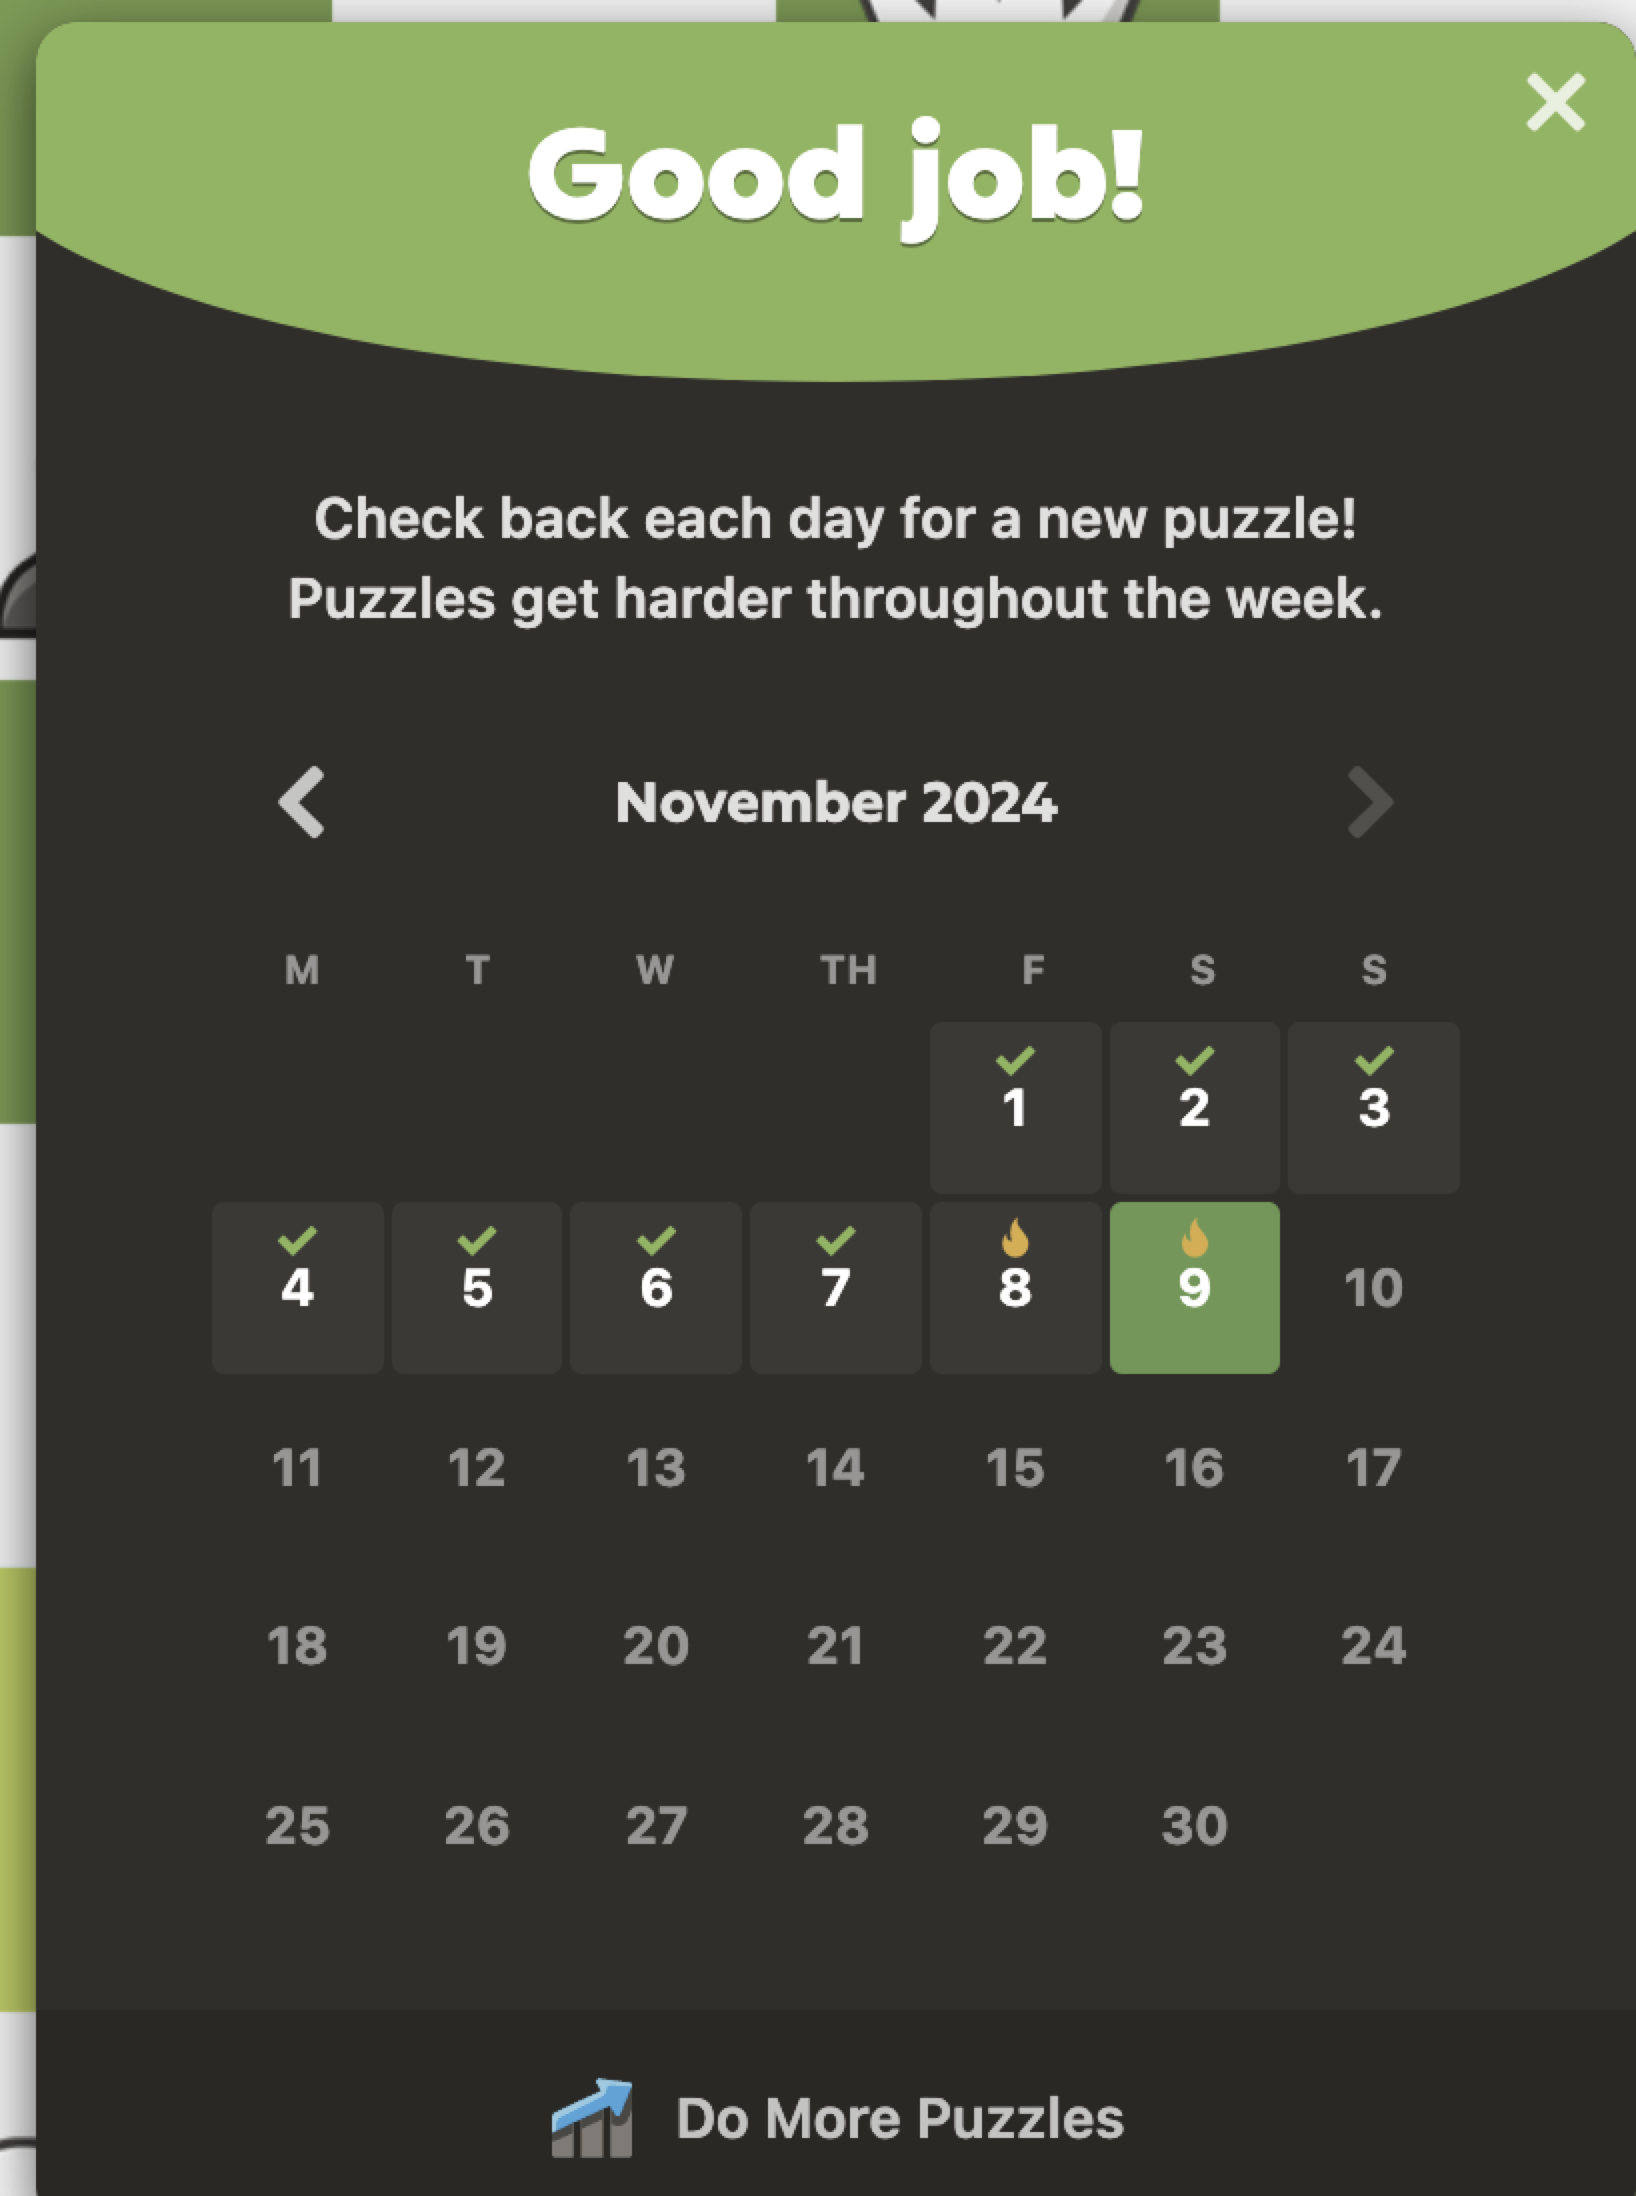 Good job!
Check back each day for a new puzzle!
Puzzles get harder throughout the week.
November 2024
M T W TH F S S
1 2 3
4 5 6 7 8 9 10
11 12 13 14 15 16 17
18 19 20 21 22 23 24
25 26 27 28 29 30
Do More Puzzles